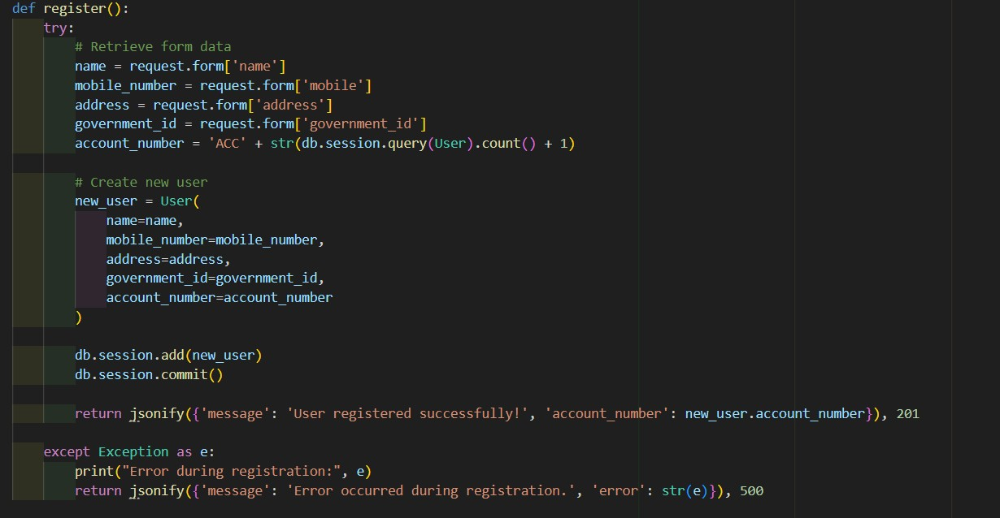 def register():
    try:
        # Retrieve form data
        name = request.form['name']
        mobile_number = request.form['mobile']
        address = request.form['address']
        government_id = request.form['government_id']
        account_number = 'ACC' + str(db.session.query(User).count() + 1)

        # Create new user
        new_user = User(
            name=name,
            mobile_number=mobile_number,
            address=address,
            government_id=government_id,
            account_number=account_number
        )

        db.session.add(new_user)
        db.session.commit()

        return jsonify({'message': 'User registered successfully!', 'account_number': new_user.account_number}), 201

    except Exception as e:
        print("Error during registration:", e)
        return jsonify({'message': 'Error occurred during registration.', 'error': str(e)}), 500